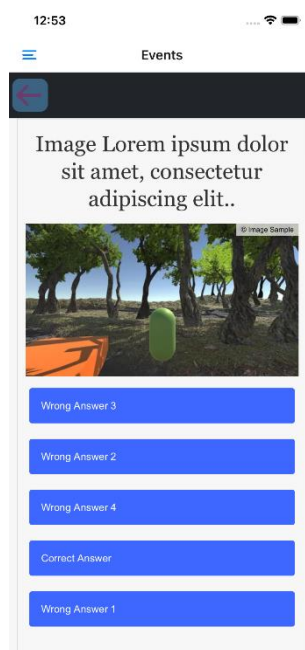 12:53
Events
Image Lorem ipsum dolor
sit amet, consectetur
adipiscing elit..
© Image Sample
Wrong Answer 3
Wrong Answer 2
Wrong Answer 4
Correct Answer
Wrong Answer 1